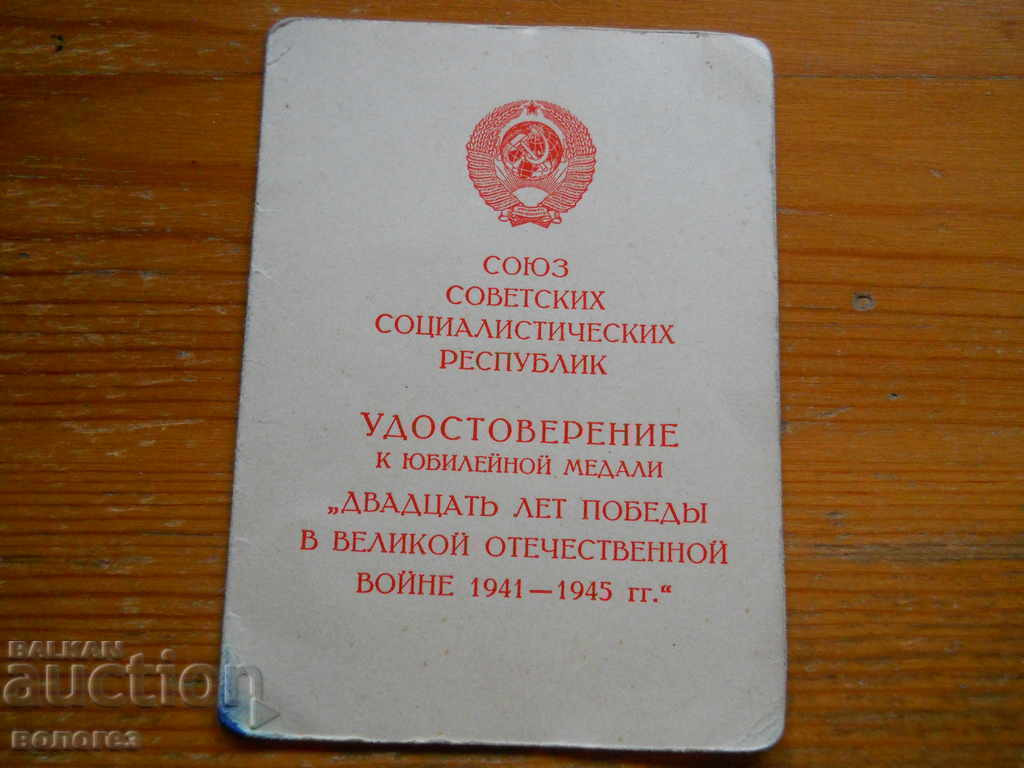 СОЮЗ
СОВЕТСКИХ
СОЦИАЛИСТИЧЕСКИХ
РЕСПУБЛИК
УДОСТОВЕРЕНИЕ
К ЮБИЛЕЙНОЙ МЕДАЛИ
„ДВАДЦАТЬ ЛЕТ ПОБЕДЫ
В ВЕЛИКОЙ ОТЕЧЕСТВЕННОЙ
ВОЙНЕ 1941—1945 гг.“
BALKAN
auction
вологез